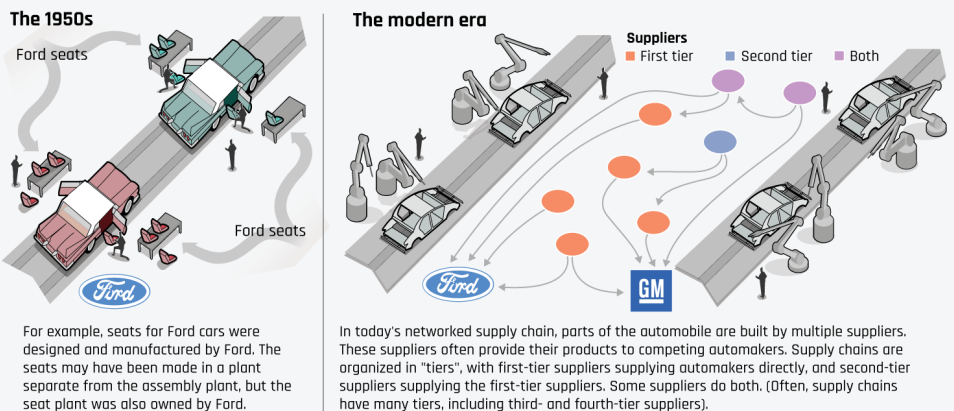 The 1950s
Ford seats
Ford seats
Ford
For example, seats for Ford cars were
designed and manufactured by Ford. The
seats may have been made in a plant
separate from the assembly plant, but the
seat plant was also owned by Ford.
The modern era
Suppliers
First tier
Second tier
Both
Ford
GM
In today's networked supply chain, parts of the automobile are built by multiple suppliers.
These suppliers often provide their products to competing automakers. Supply chains are
organized in "tiers", with first-tier suppliers supplying automakers directly, and second-tier
suppliers supplying the first-tier suppliers. Some suppliers do both. (Often, supply chains
have many tiers, including third- and fourth-tier suppliers).